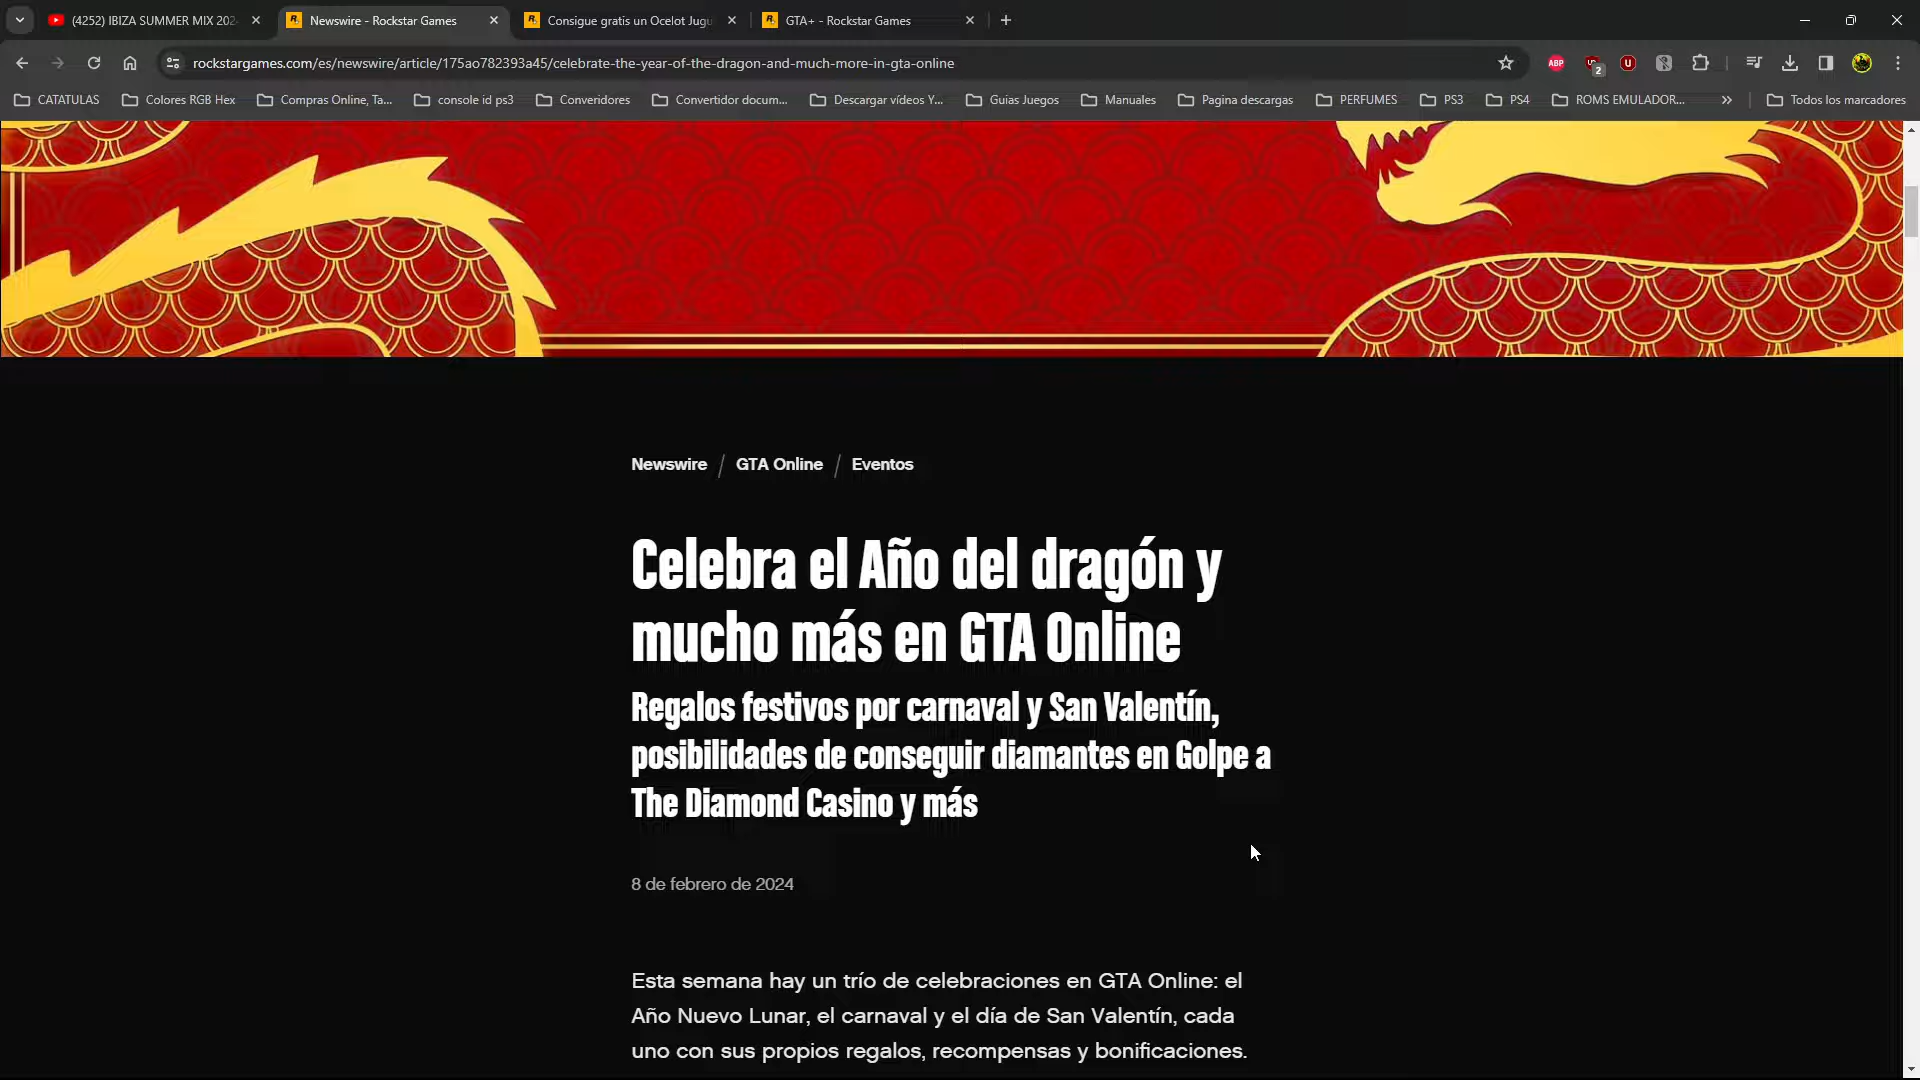 (4252) IBIZA SUMMER MIX 202
Newswire - Rockstar Games
Consigue gratis un Ocelot Jugu
GTA+ - Rockstar Games
rockstargames.com/es/newswire/article/175ao782393a45/celebrate-the-year-of-the-dragon-and-much-more-in-gta-online
ABP
2
CATATULAS
Colores RGB Hex
Compras Online, Ta...
console id ps3
Converidores
Convertidor docum...
Descargar vídeos Y...
Guias Juegos
Manuales
Pagina descargas
PERFUMES
PS3
PS4
ROMS EMULADOR...
»
Todos los marcadores
Newswire / GTA Online / Eventos
Celebra el Año del dragón y
mucho más en GTA Online
Regalos festivos por carnaval y San Valentín,
posibilidades de conseguir diamantes en Golpe a
The Diamond Casino y más
8 de febrero de 2024
Esta semana hay un trío de celebraciones en GTA Online: el
Año Nuevo Lunar, el carnaval y el día de San Valentín, cada
uno con sus propios regalos, recompensas y bonificaciones.